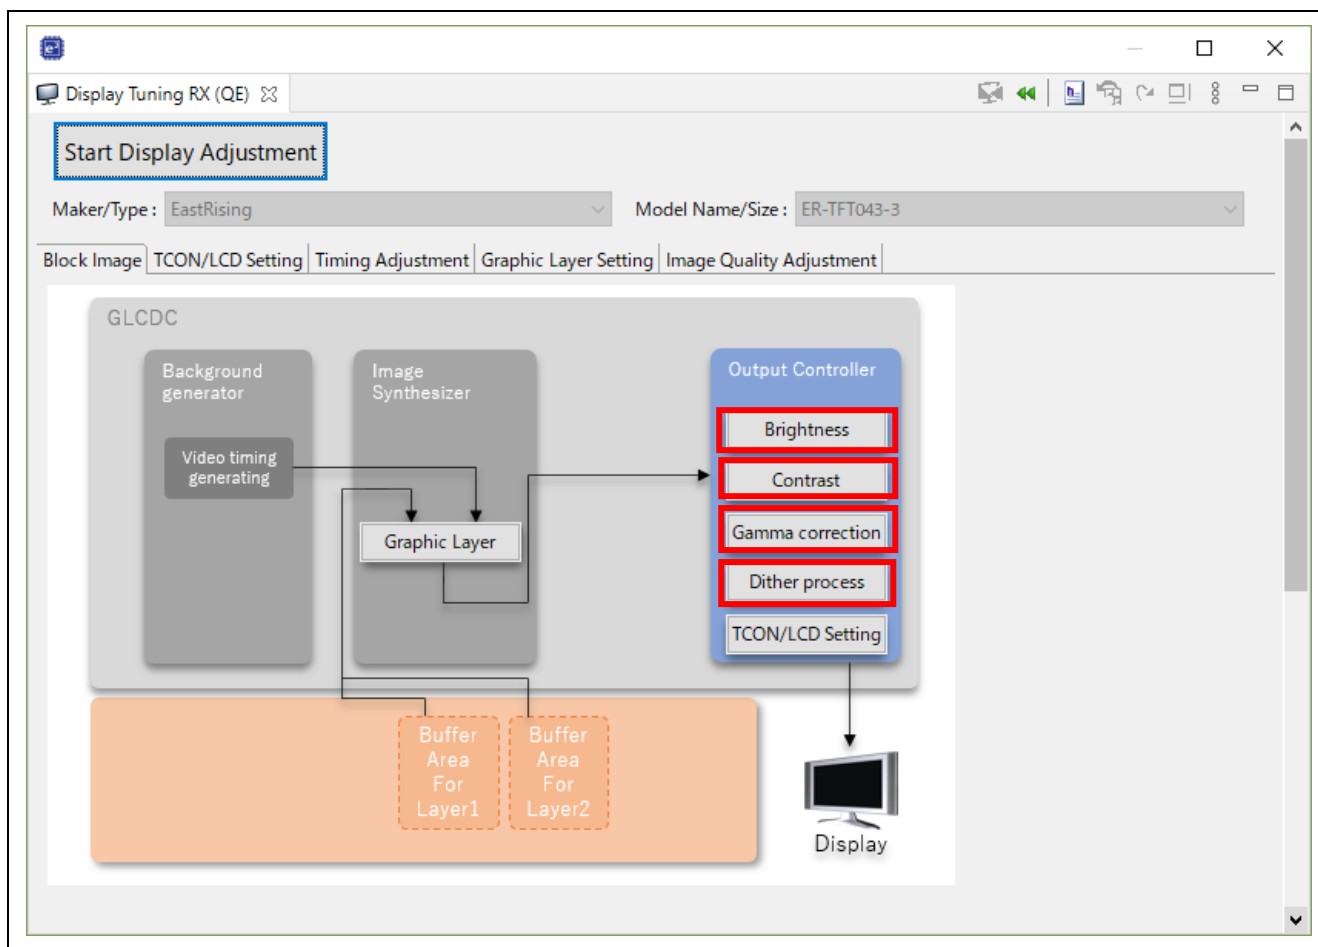 Display Tuning RX (QE)
Start Display Adjustment
Maker/Type : EastRising Model Name/Size : ER-TFT043-3
Block Image TCON/LCD Setting Timing Adjustment Graphic Layer Setting Image Quality Adjustment
GLCDC
Background
generator
Video timing
generating
Image
Synthesizer
Graphic Layer
Output Controller
Brightness
Contrast
Gamma correction
Dither process
TCON/LCD Setting
Buffer
Area
For
Layer1
Buffer
Area
For
Layer2
Display